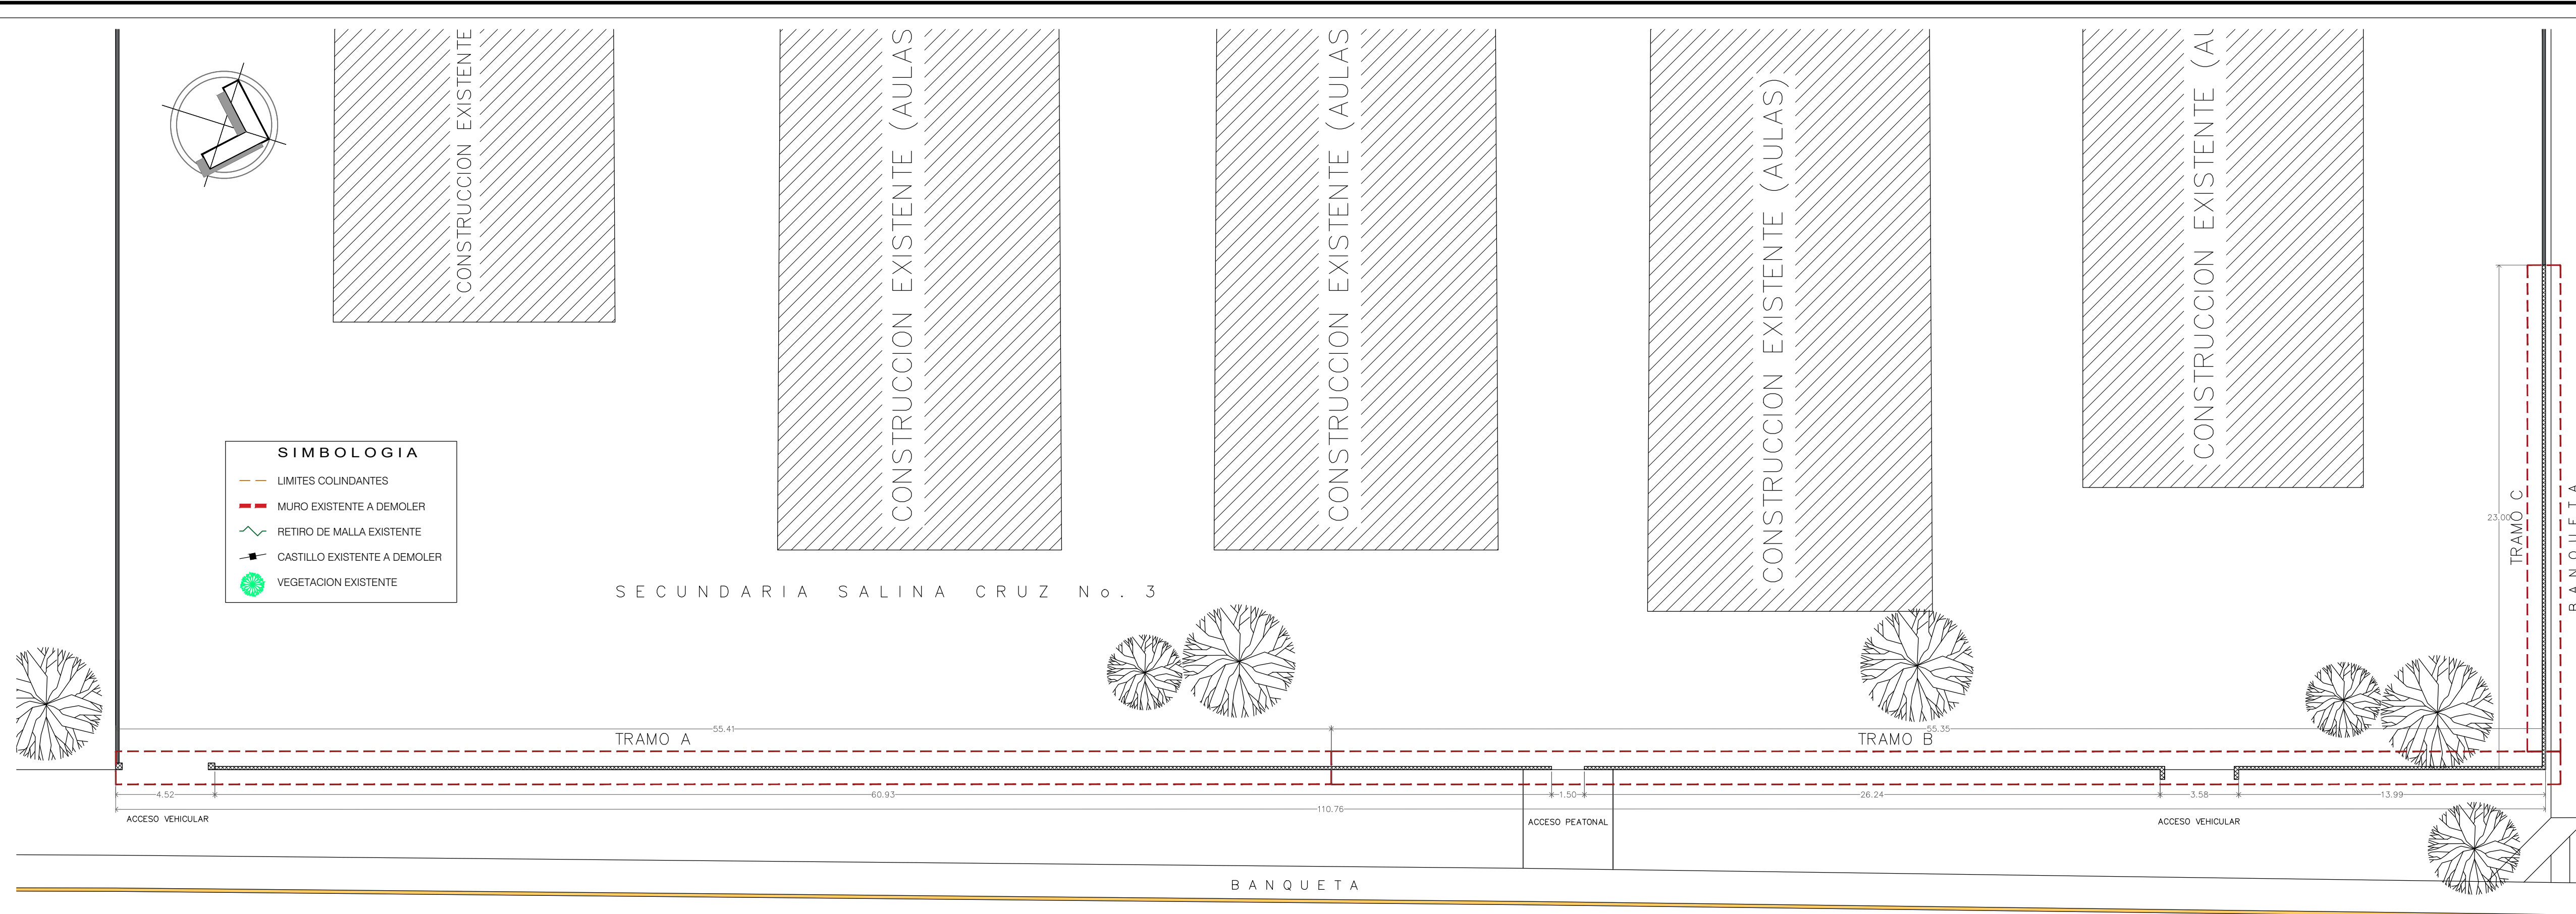 CONSTRUCCION EXISTENTE
CONSTRUCCION EXISTENTE (AULAS
CONSTRUCCION EXISTENTE (AULAS
CONSTRUCCION EXISTENTE (AULAS)
CONSTRUCCION EXISTENTE (AU
SIMBOLOGIA
LIMITES COLINDANTES
MURO EXISTENTE A DEMOLER
RETIRO DE MALLA EXISTENTE
CASTILLO EXISTENTE A DEMOLER
VEGETACION EXISTENTE
SECUNDARIA SALINA CRUZ No. 3
23.00
TRAMO C
BANQUETA
55.41
55.35
TRAMO A
TRAMO B
4.52
60.93
1.50
26.24
3.58
13.99
110.76
ACCESO VEHICULAR
ACCESO PEATONAL
ACCESO VEHICULAR
BANQUETA